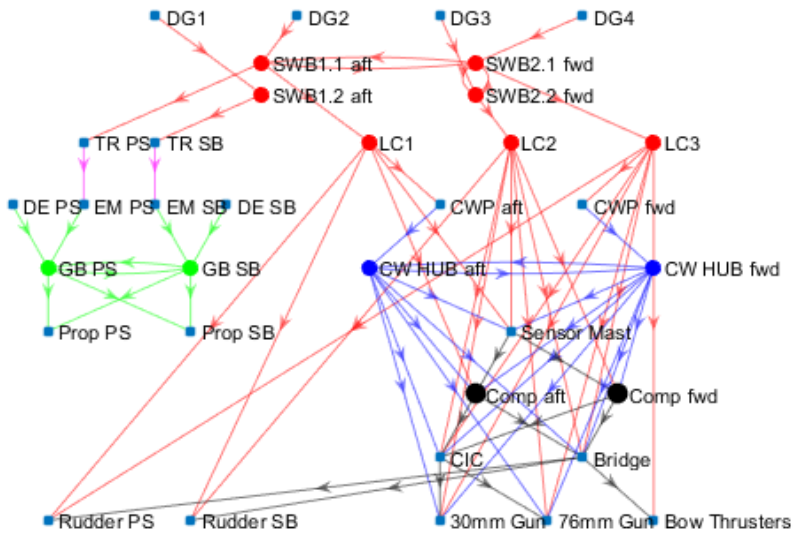 DG1 DG2 DG3 DG4
SWB1.1 aft SWB2.1 fwd
SWB1.2 aft SWB2.2 fwd
TR PS TR SB LC1 LC2 LC3
DE PS EM PS EM SB DE SB CWP aft CWP fwd
GB PS GB SB CW HUB aft CW HUB fwd
Prop PS Prop SB Sensor Mast
Comp aft Comp fwd
CIC Bridge
Rudder PS Rudder SB 30mm Gun 76mm Gun Bow Thrusters